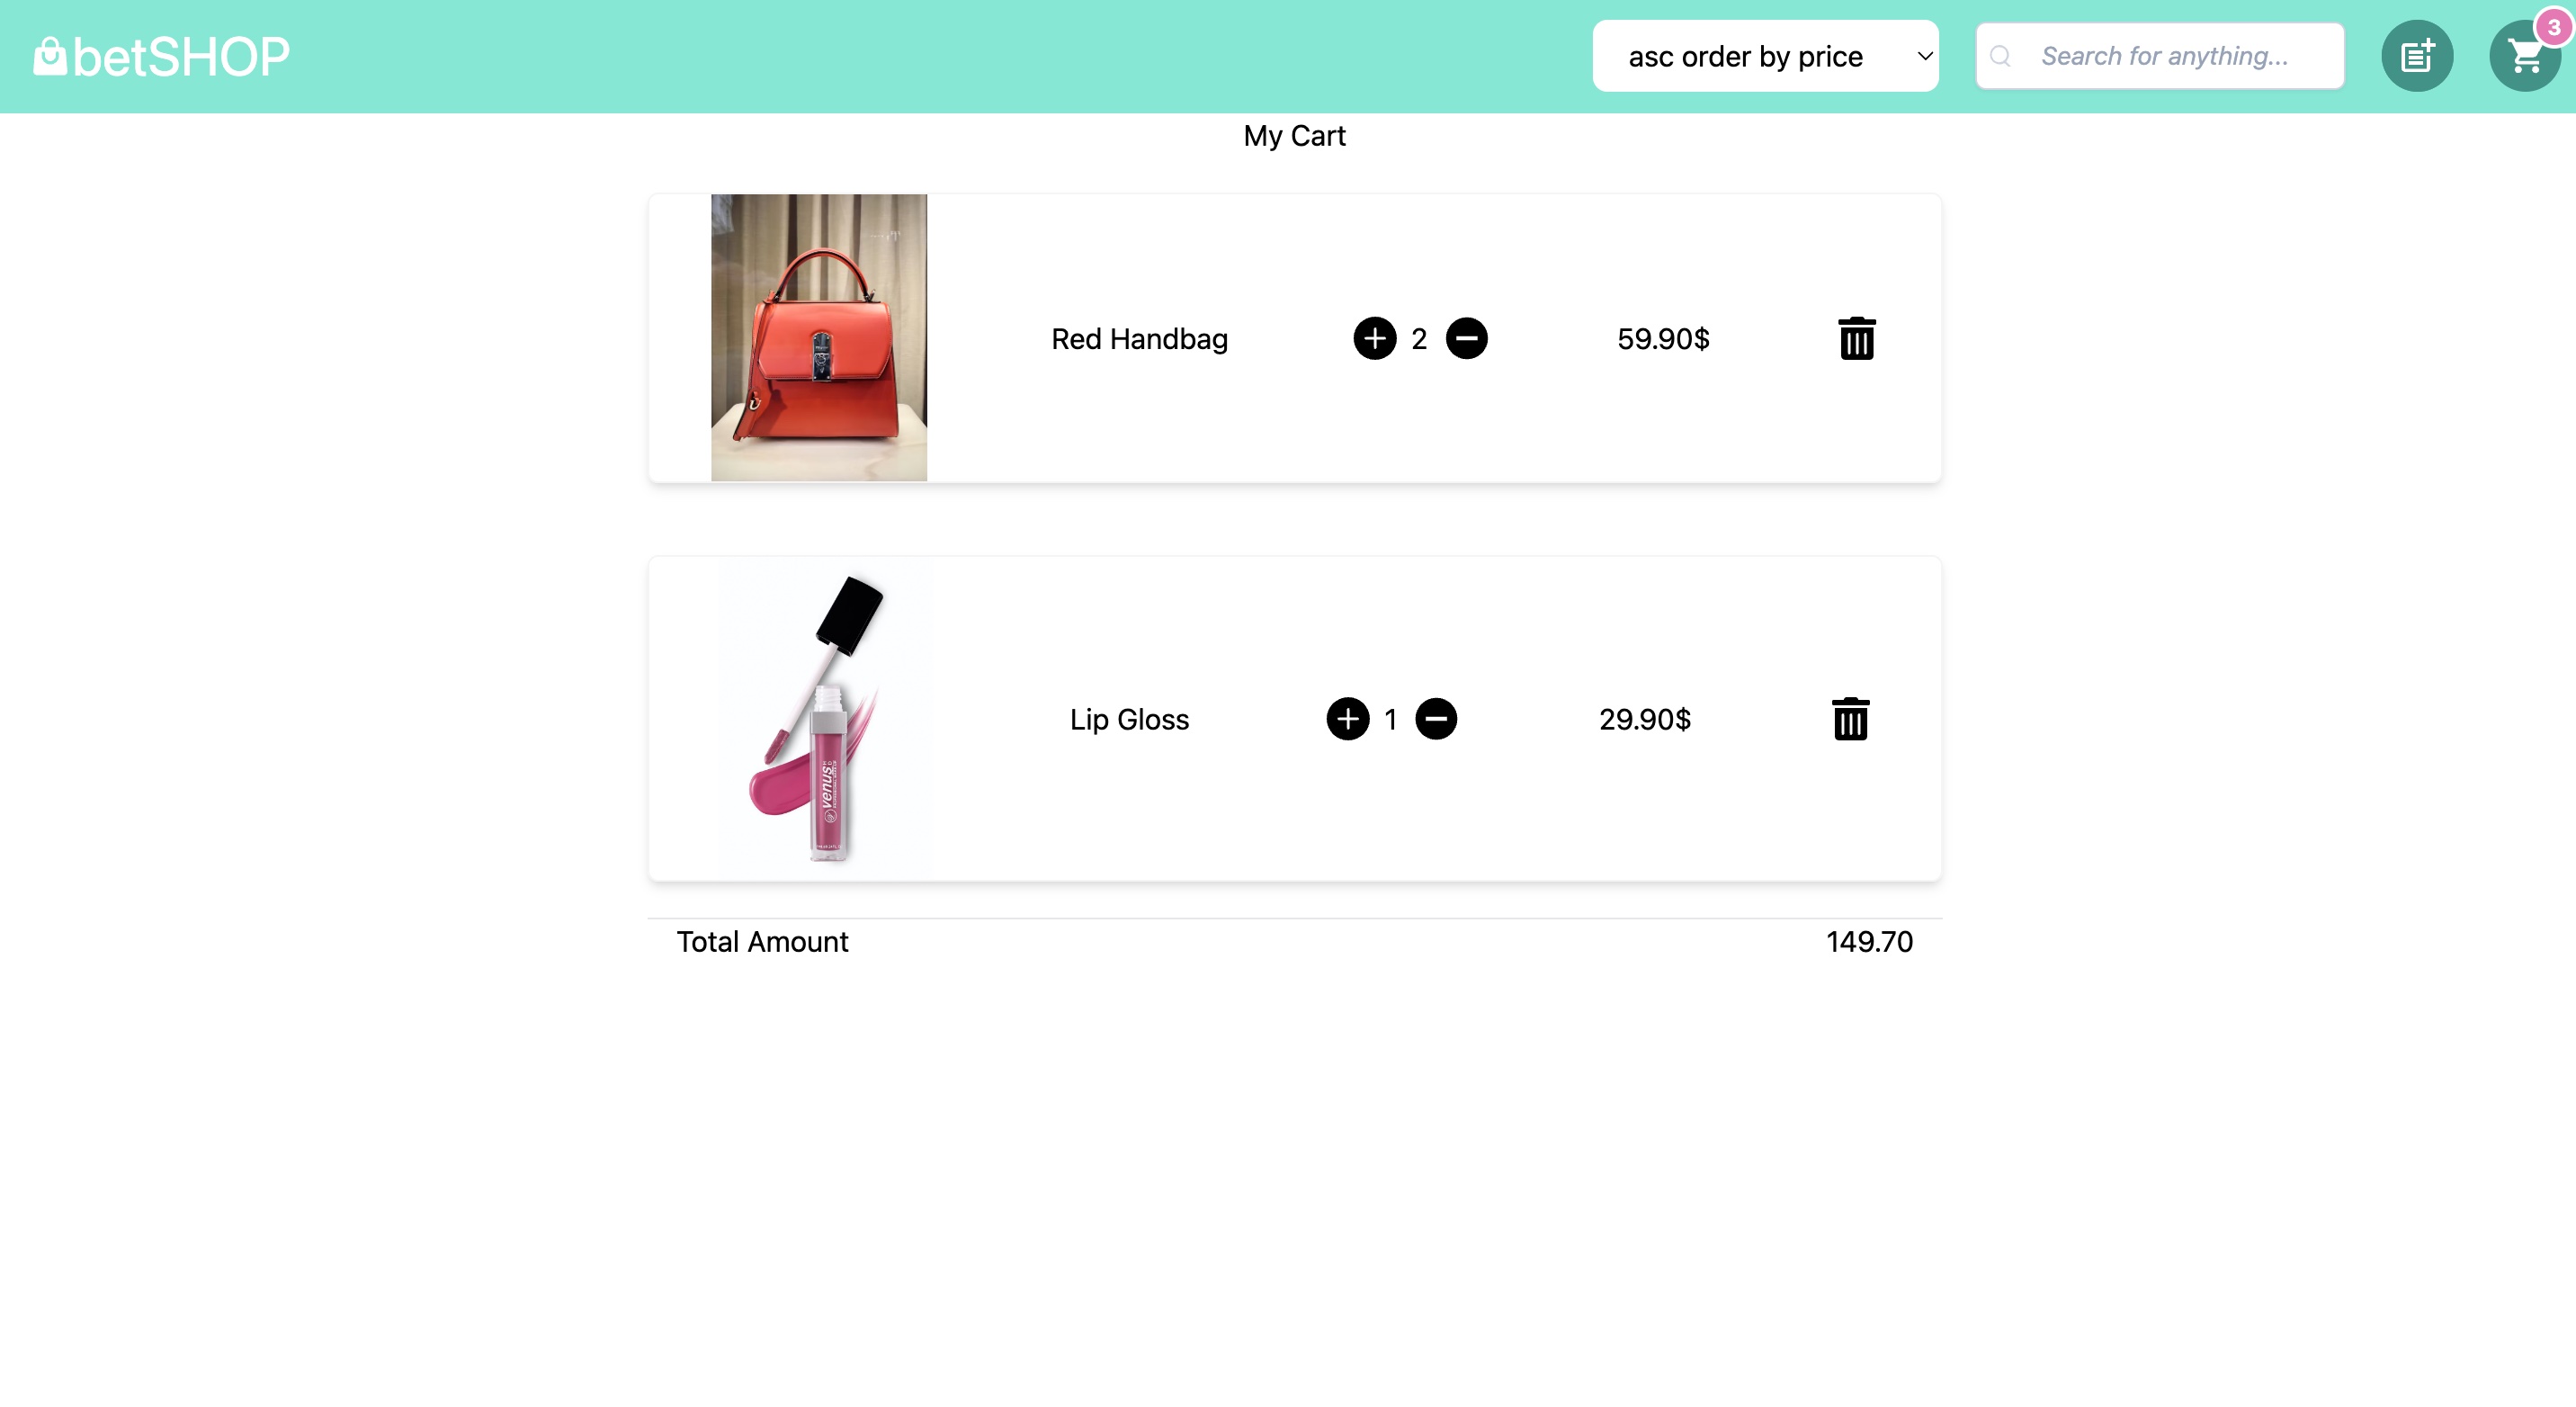 betSHOP
asc order by price
Search for anything...
3
My Cart
Red Handbag
2
59.90$
venus
Lip Gloss
1
29.90$
Total Amount
149.70